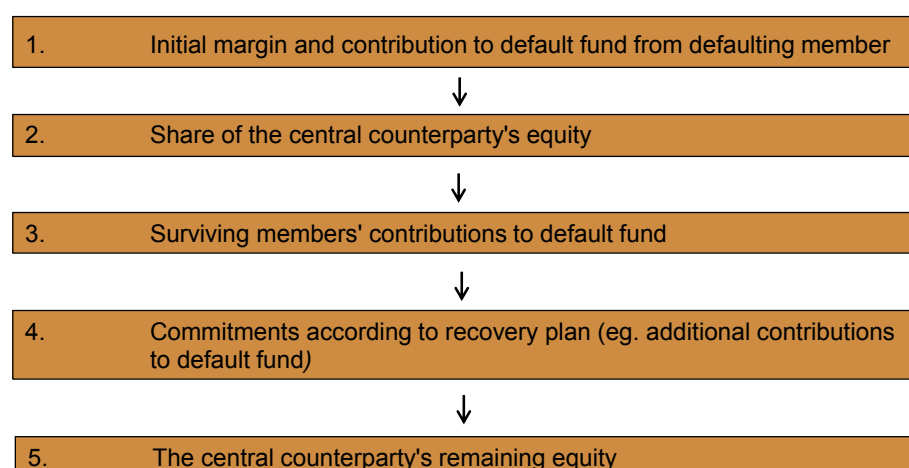 1. Initial margin and contribution to default fund from defaulting member
2. Share of the central counterparty's equity
3. Surviving members' contributions to default fund
4. Commitments according to recovery plan (eg. additional contributions
to default fund)
5. The central counterparty's remaining equity